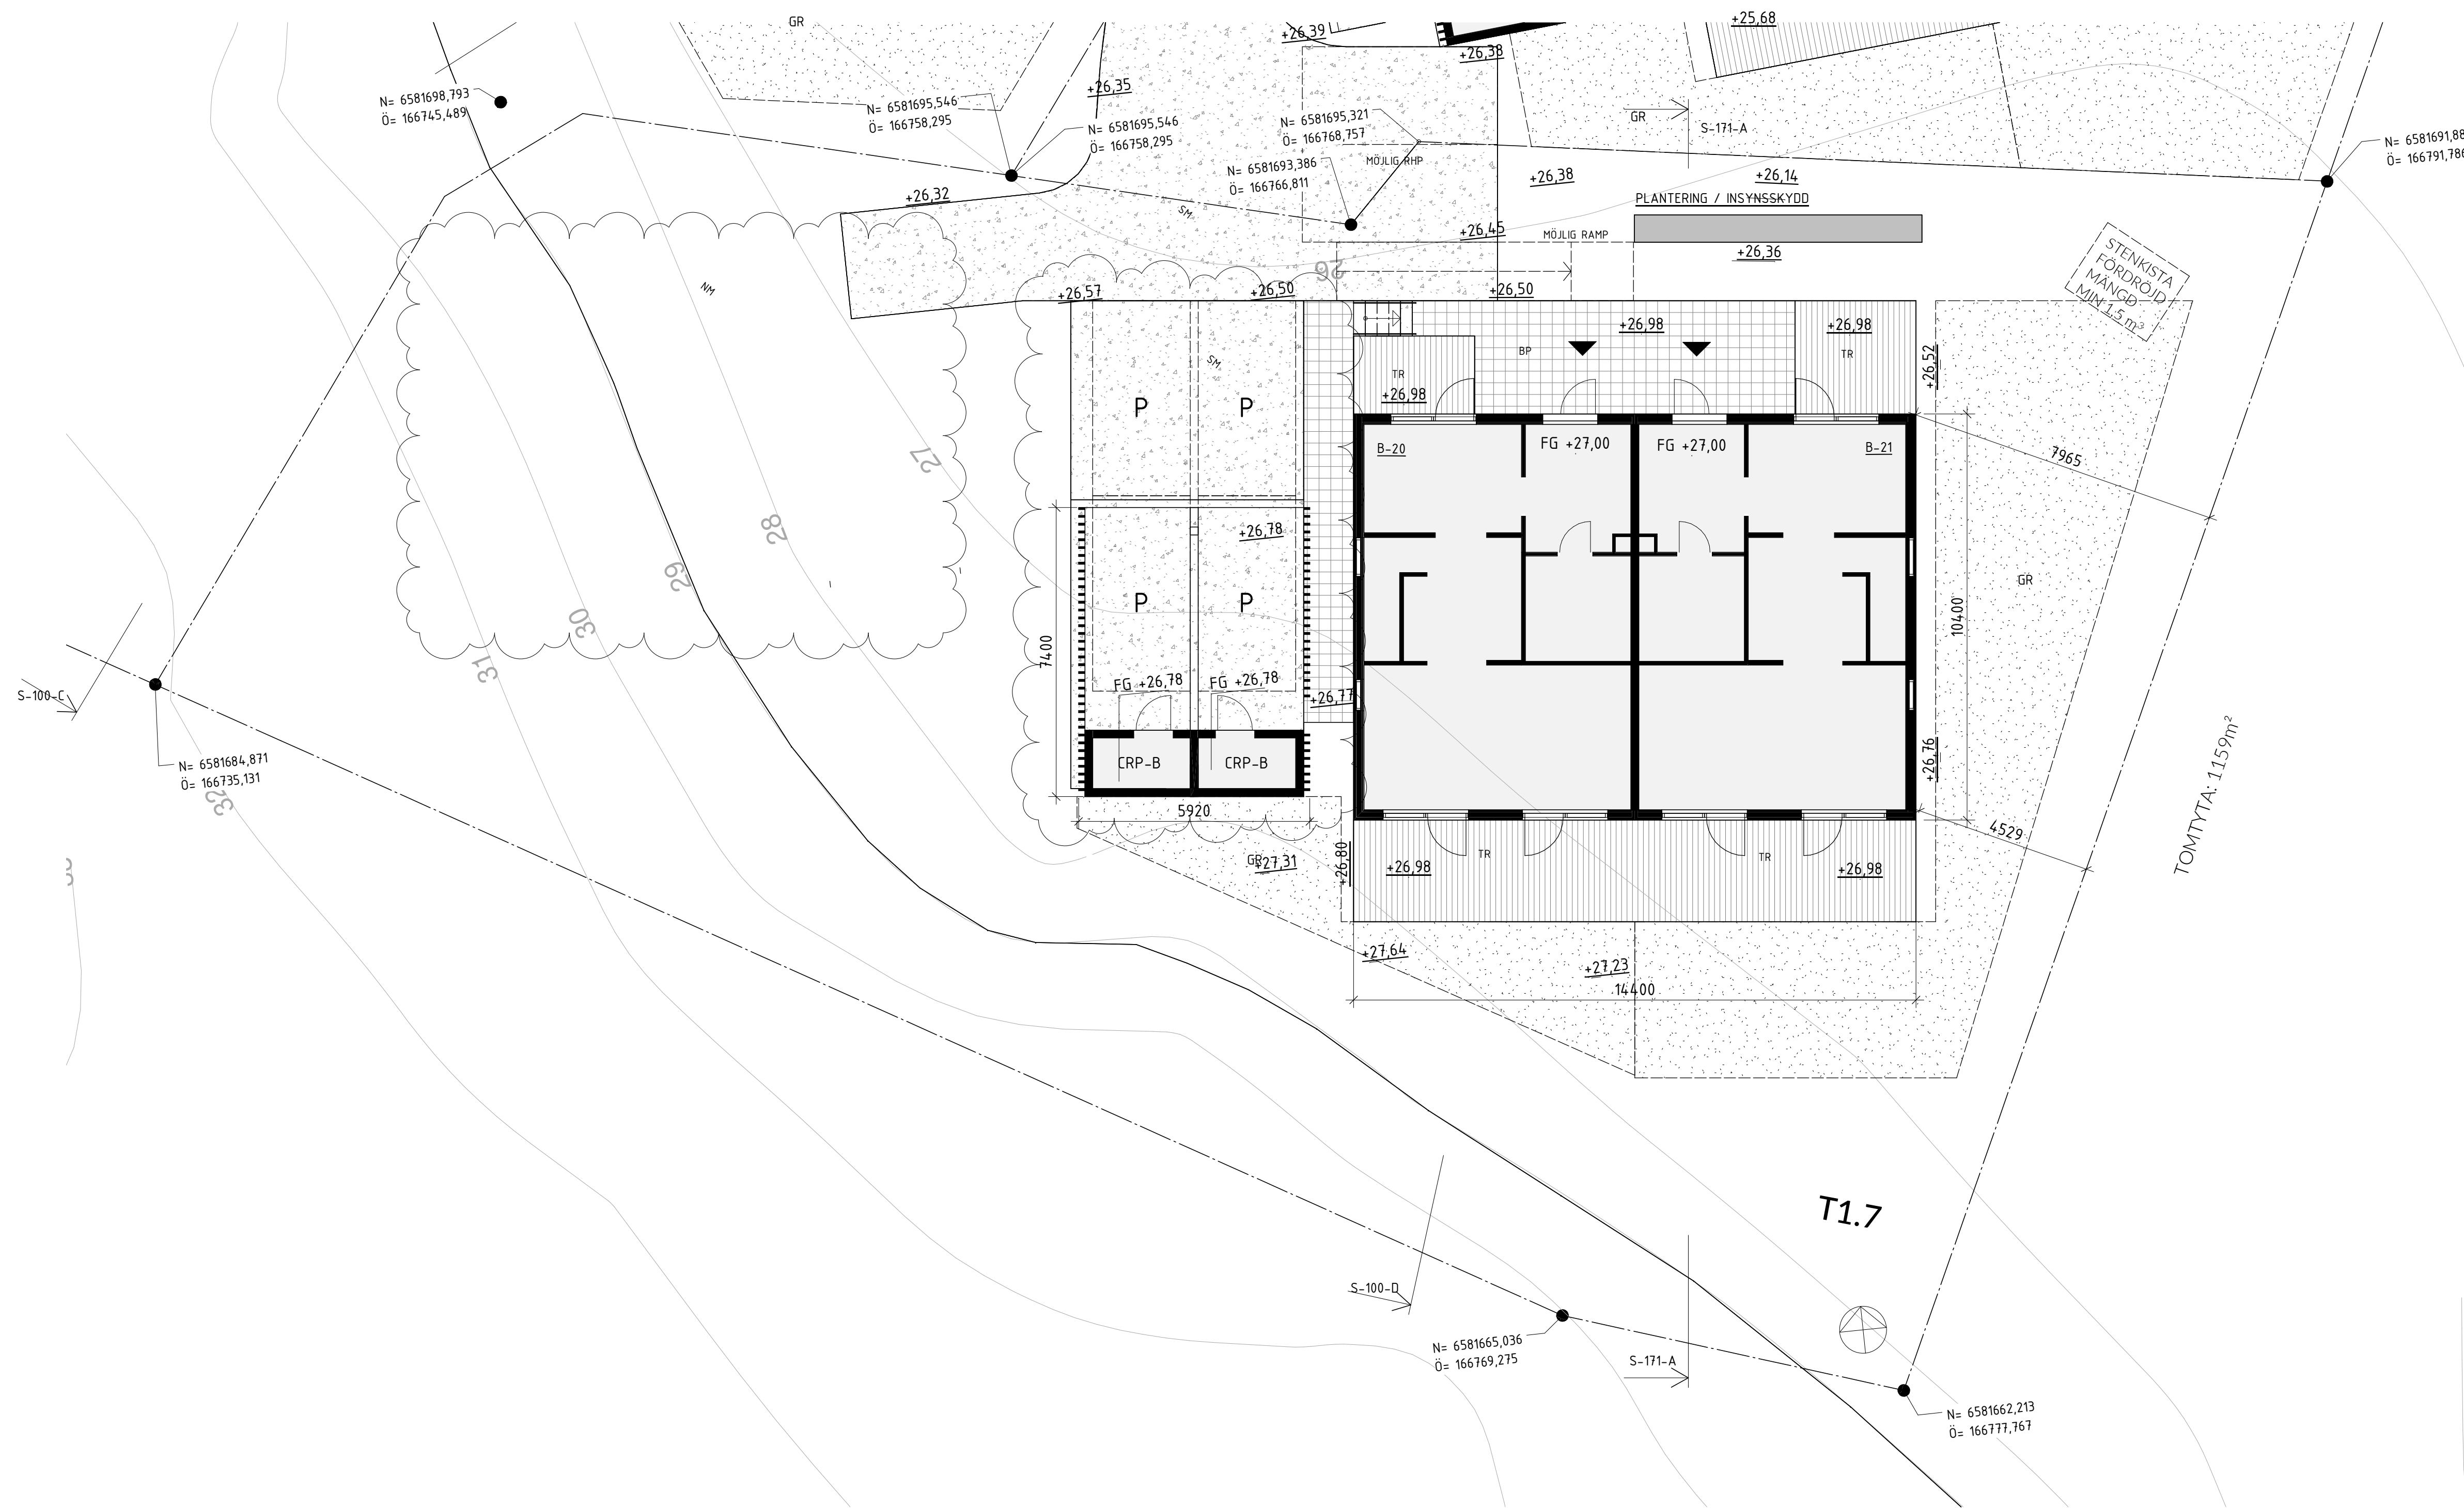 GR
+25,68
+26,39
+26,38
+26,35
N= 6581698,793
Ö= 166745,489
N= 6581695,546
Ö= 166758,295
N= 6581695,546
Ö= 166758,295
N= 6581695,321
Ö= 166768,757
GR
S-171-A
MÖJLIG RHP
N= 6581693,386
Ö= 166766,811
+26,38
+26,14
+26,32
SM
PLANTERING / INSYNSSKYDD
+26,45
MÖJLIG RAMP
+26,36
26
STENKISTA
FÖRDRÖJD
MÄNGD
MIN 1,5 m³
NM
+26,57
+26,50
+26,50
+26,98
+26,98
BP
TR
TR
+26,98
+26,52
SM
P
P
B-20
FG +27,00
FG +27,00
B-21
7965
27
28
+26,78
29
GR
P
P
30
10400
7400
31
FG +26,78
FG +26,78
+26,77
S-100-C
TOMTYTA: 1159m²
N= 6581684,871
Ö= 166735,131
CRP-B
CRP-B
+26,76
32
5920
4529
GR
+27,31
+26,80
+26,98
TR
TR
+26,98
+27,64
+27,23
14400
T1.7
S-100-D
N= 6581665,036
Ö= 166769,275
S-171-A
N= 6581662,213
Ö= 166777,767